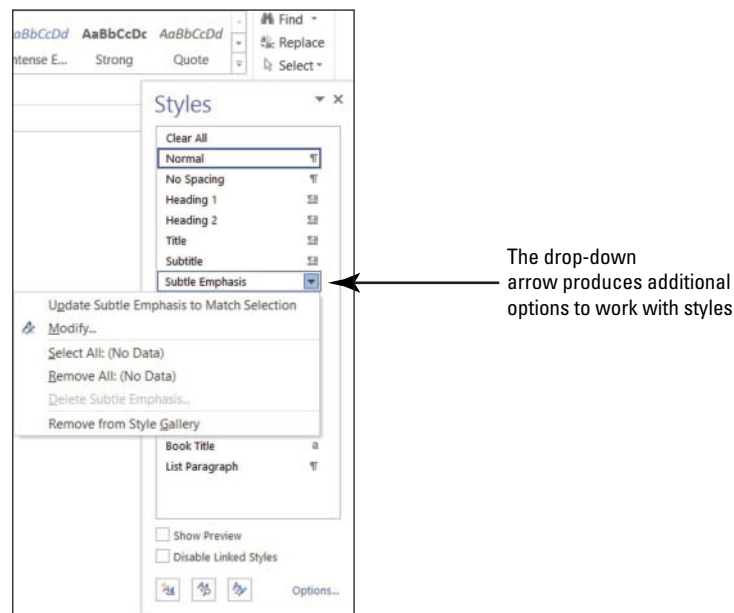 Find
aBbCcDd AaBbCcDc AaBbCcDd
Replace
ntense E... Strong Quote
Select
Styles
Clear All
Normal ¶
No Spacing ¶
Heading 1 ¶a
Heading 2 ¶a
Title ¶a
Subtitle ¶a
Subtle Emphasis
The drop-down
arrow produces additional
options to work with styles
Update Subtle Emphasis to Match Selection
Modify...
Select All: (No Data)
Remove All: (No Data)
Delete Subtle Emphasis...
Remove from Style Gallery
Book Title a
List Paragraph ¶
Show Preview
Disable Linked Styles
Options...